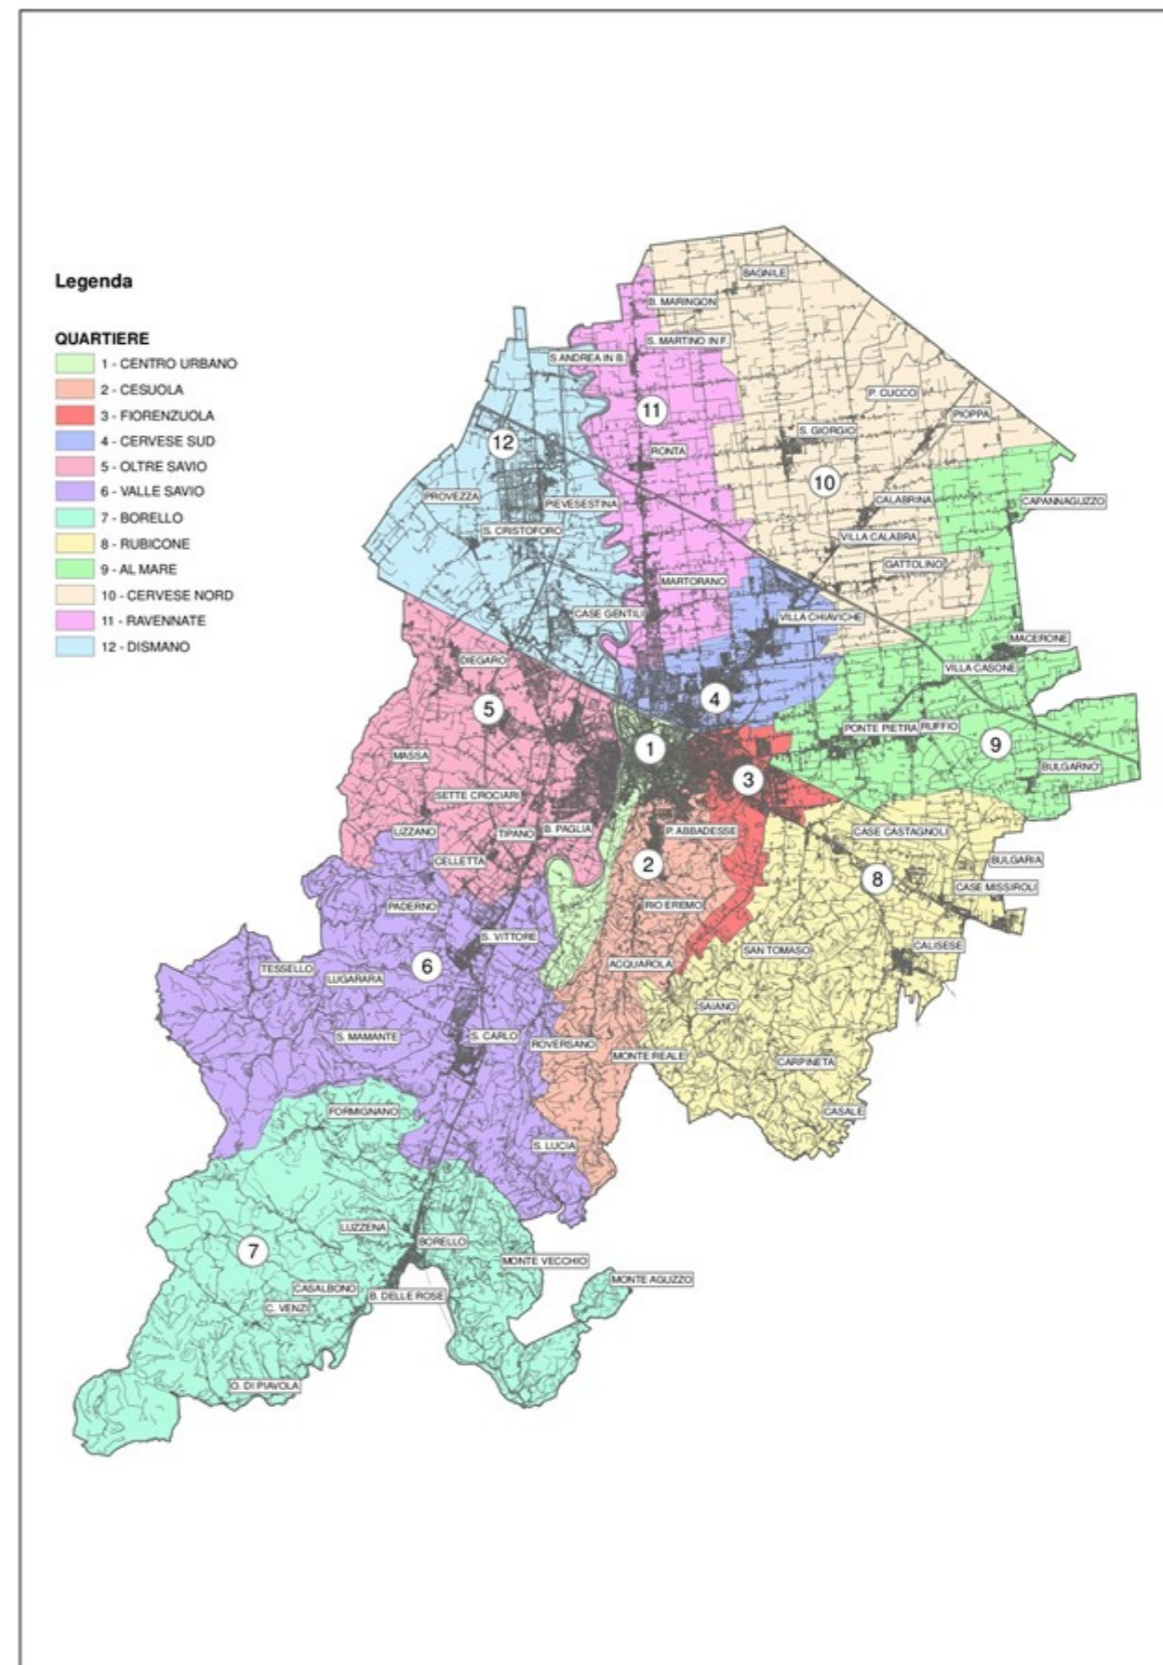 Legenda
QUARTIERE
1 - CENTRO URBANO
2 - CESUOLA
3 - FIORENZUOLA
4 - CERVESE SUD
5 - OLTRE SAVIO
6 - VALLE SAVIO
7 - BORELLO
8 - RUBICONE
9 - AL MARE
10 - CERVESE NORD
11 - RAVENNATE
12 - DISMANO
BAGNILE
B. MARINGON
S. MARTINO IN F.
S ANDREA IN B.
P. CUCCO
11
PIOPPA
S. GIORGIO
12
RONTA
10
PROVEZZA
PIEVESESTINA
CALABRINA
CAPANNAGUZZO
S. CRISTOFORO
VILLA CALABRA
GATTOLINO
MARTORANO
CASE GENTILI
VILLA CHIAVICHE
MACERONE
DIEGARO
VILLA CASONE
4
5
PONTE PIETRA
RUFFIO
9
1
MASSA
BULGARNO'
3
SETTE CROCIARI
LIZZANO
TIPANO
B. PAGLIA
P. ABBADESSE
CASE CASTAGNOLI
CELLETTA
2
BULGARIA
8
CASE MISSIROLI
PADERNO
RIO EREMO
S. VITTORE
CALISESE
SAN TOMASO
6
TESSELLO
ACQUAROLA
LUGARARA
SAIANO
S. MAMANTE
S. CARLO
ROVERSANO
MONTE REALE
CARPINETA
FORMIGNANO
CASALE
S. LUCIA
LUZZENA
BORELLO
7
MONTE VECCHIO
MONTE AGUZZO
CASALBONO
B. DELLE ROSE
C. VENZI
O. DI PIAVOLA